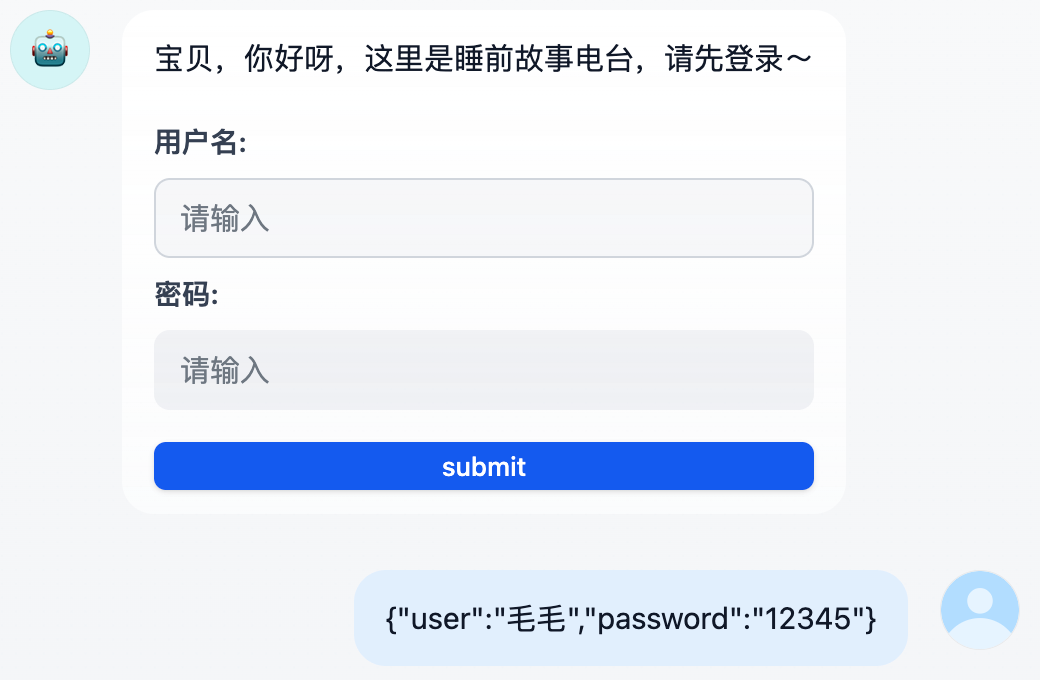 宝贝，你好呀，这里是睡前故事电台，请先登录～
用户名:
请输入
密码:
请输入
submit
{"user":"毛毛","password":"12345"}